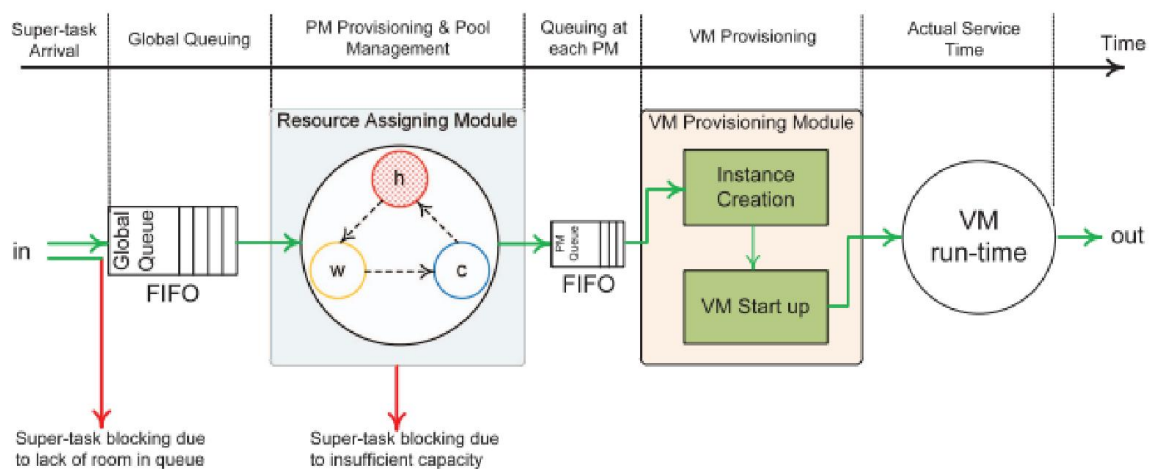 Super-task
Arrival
Global Queuing
PM Provisioning & Pool
Management
Queuing at
each PM
VM Provisioning
Actual Service
Time
Time
Resource Assigning Module
VM Provisioning Module
h
w
c
in
Global
Queue
FIFO
PM
Queue
FIFO
Instance
Creation
VM Start up
VM
run-time
out
Super-task blocking due
to lack of room in queue
Super-task blocking due
to insufficient capacity